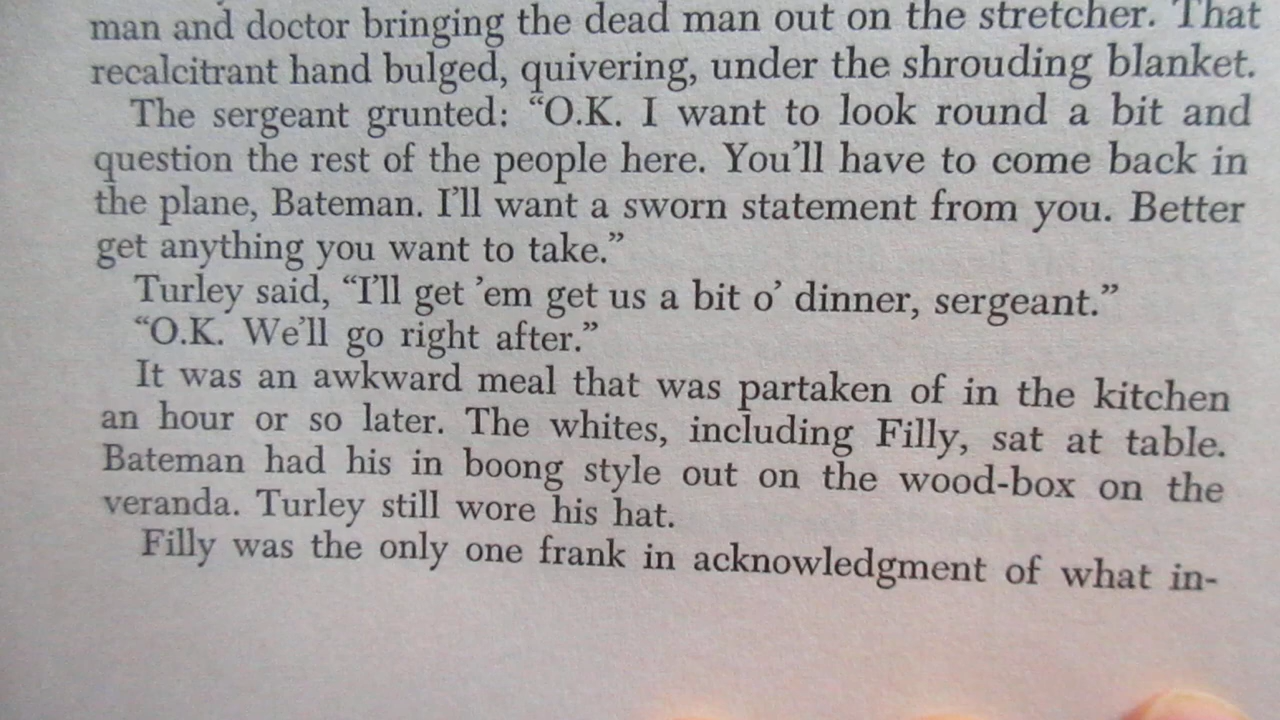 man and doctor bringing the dead man out on the stretcher. That
recalcitrant hand bulged, quivering, under the shrouding blanket.
The sergeant grunted: “O.K. I want to look round a bit and
question the rest of the people here. You’ll have to come back in
the plane, Bateman. I’ll want a sworn statement from you. Better
get anything you want to take.”
Turley said, “I’ll get ’em get us a bit o’ dinner, sergeant.”
“O.K. We’ll go right after.”
It was an awkward meal that was partaken of in the kitchen
an hour or so later. The whites, including Filly, sat at table.
Bateman had his in boong style out on the wood-box on the
veranda. Turley still wore his hat.
Filly was the only one frank in acknowledgment of what in-